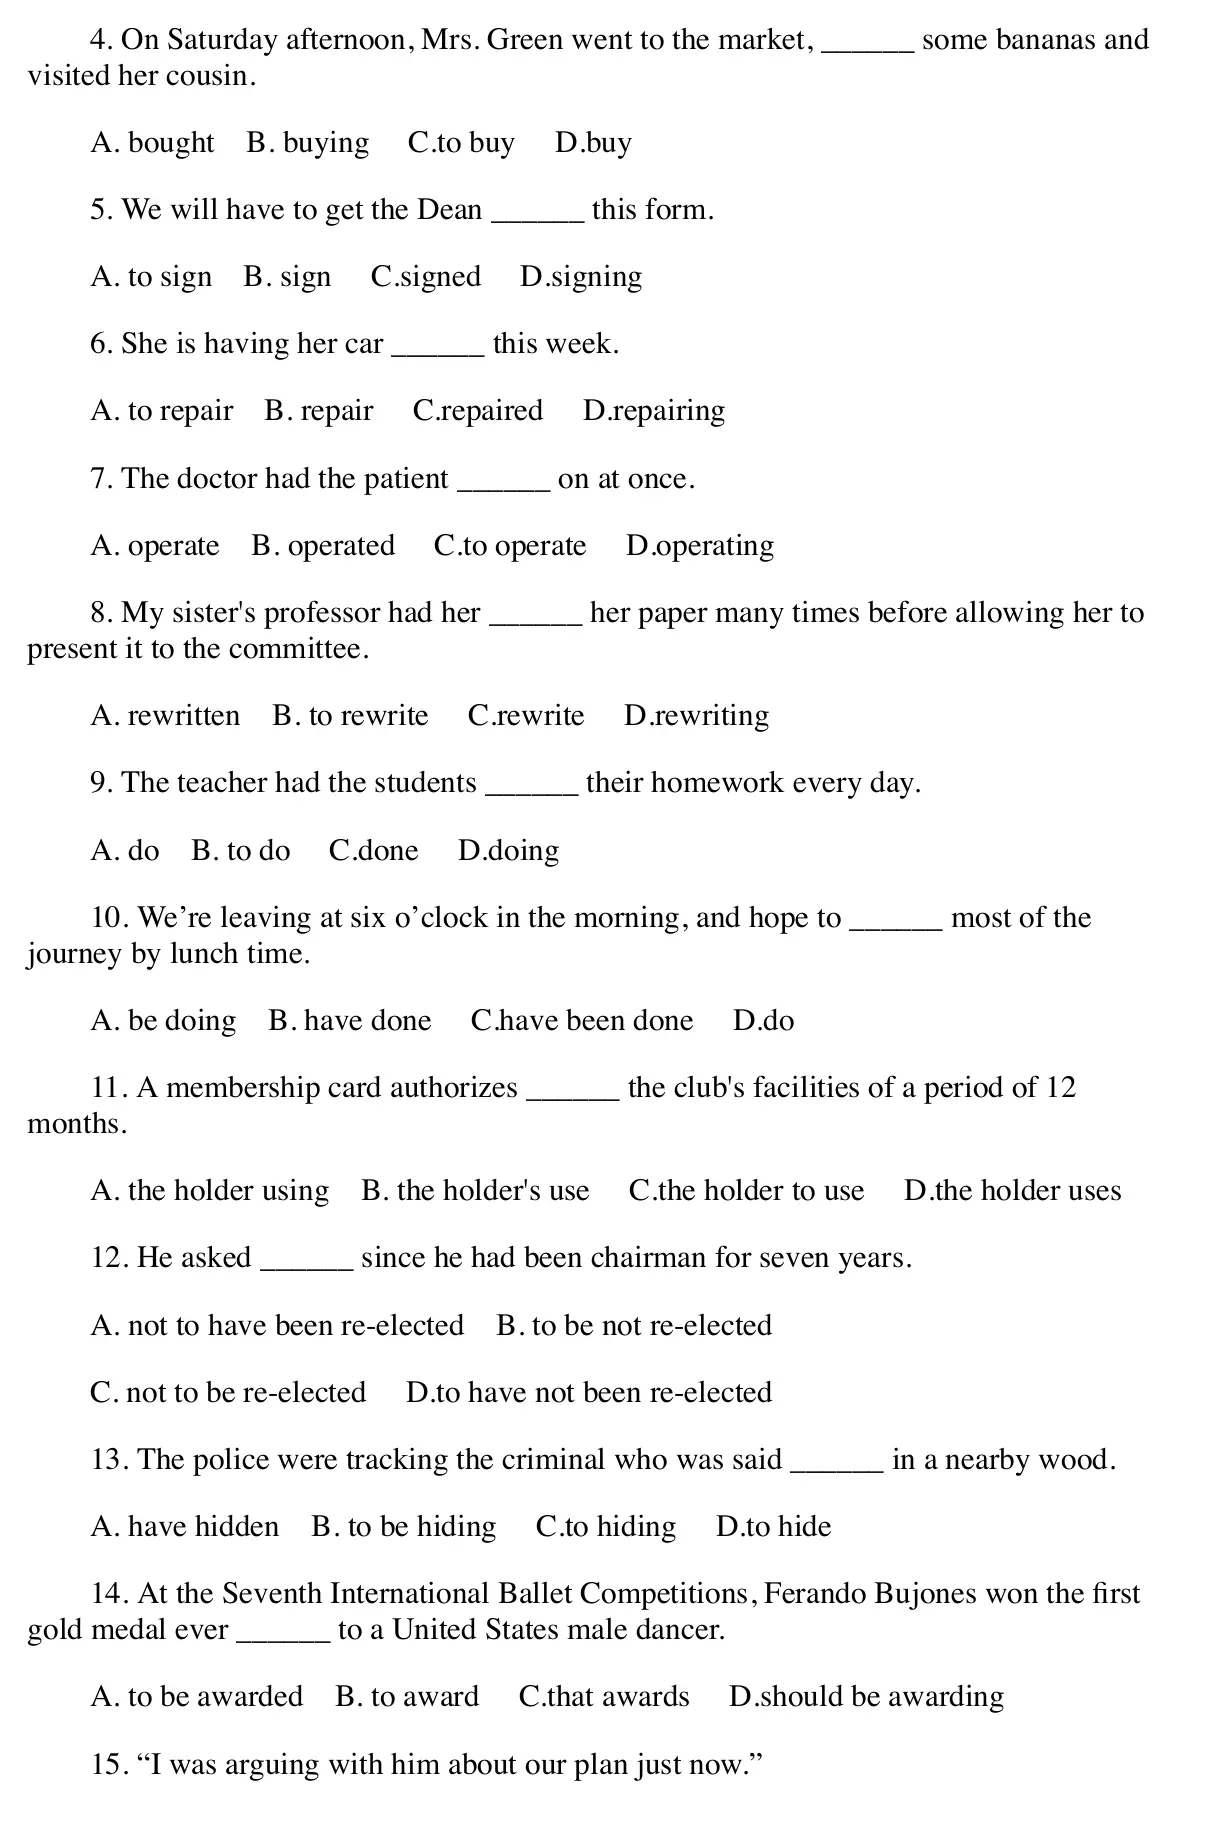 4. On Saturday afternoon, Mrs. Green went to the market, ______ some bananas and
visited her cousin.
A. bought B. buying C.to buy D.buy
5. We will have to get the Dean ______ this form.
A. to sign B. sign C.signed D.signing
6. She is having her car ______ this week.
A. to repair B. repair C.repaired D.repairing
7. The doctor had the patient ______ on at once.
A. operate B. operated C.to operate D.operating
8. My sister's professor had her ______ her paper many times before allowing her to
present it to the committee.
A. rewritten B. to rewrite C.rewrite D.rewriting
9. The teacher had the students ______ their homework every day.
A. do B. to do C.done D.doing
10. We’re leaving at six o’clock in the morning, and hope to ______ most of the
journey by lunch time.
A. be doing B. have done C.have been done D.do
11. A membership card authorizes ______ the club's facilities of a period of 12
months.
A. the holder using B. the holder's use C.the holder to use D.the holder uses
12. He asked ______ since he had been chairman for seven years.
A. not to have been re-elected B. to be not re-elected
C. not to be re-elected D.to have not been re-elected
13. The police were tracking the criminal who was said ______ in a nearby wood.
A. have hidden B. to be hiding C.to hiding D.to hide
14. At the Seventh International Ballet Competitions, Ferando Bujones won the first
gold medal ever ______ to a United States male dancer.
A. to be awarded B. to award C.that awards D.should be awarding
15. “I was arguing with him about our plan just now.”